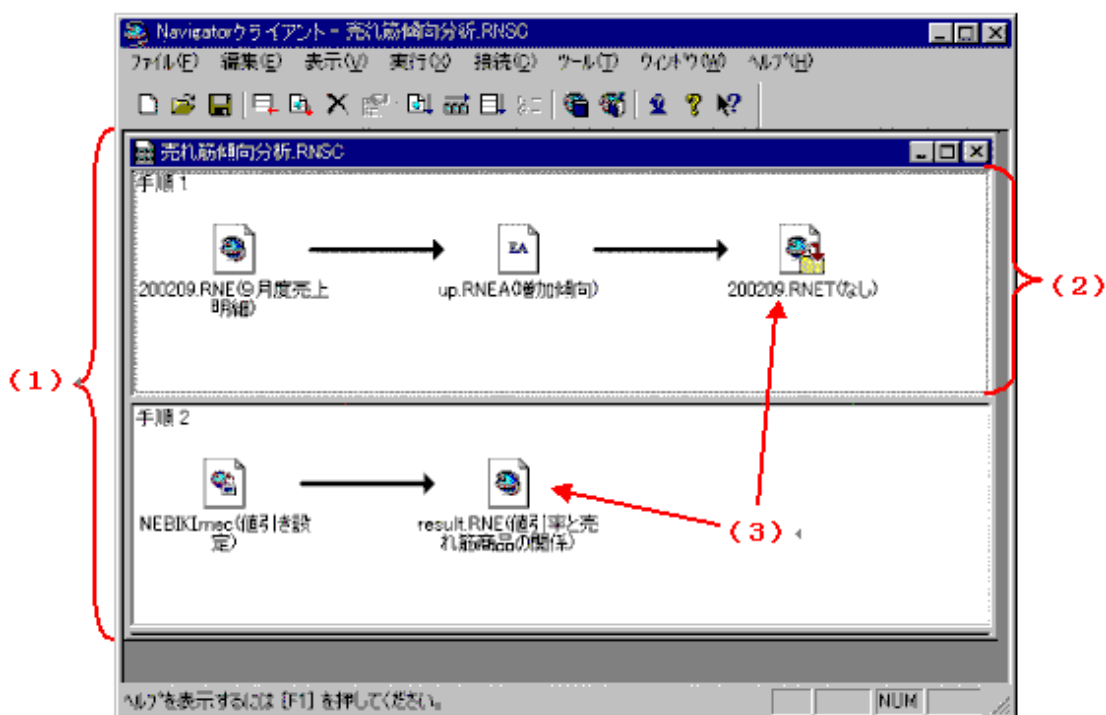 Navigatorクライアント - 売れ筋傾向分析.RNSC
ファイル(F) 編集(E) 表示(V) 実行(X) 接続(C) ツール(T) ウィンドウ(W) ヘルプ(H)
売れ筋傾向分析.RNSC
手順 1
200209.RNE(9月度売上
明細)
up.RNEA(増加傾向)
200209.RNET(なし)
手順 2
NEBIKI.rnec(値引き設
定)
result.RNE(値引率と売
れ筋商品の関係)
(1)
(2)
(3)
EA
ヘルプを表示するには [F1] を押してください。
NUM